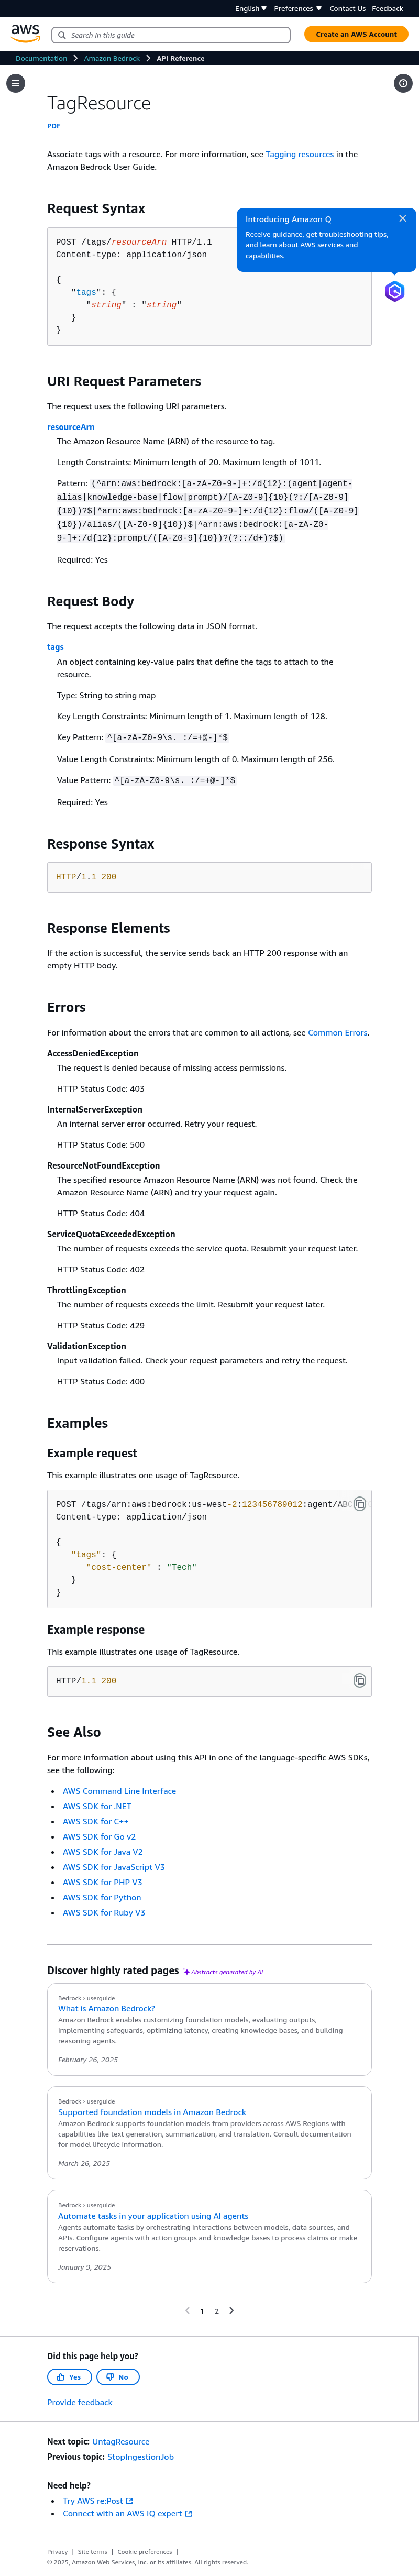 English Preferences Contact Us Feedback
aws
Search in this guide
Create an AWS Account
Documentation Amazon Bedrock API Reference
TagResource
PDF
Associate tags with a resource. For more information, see Tagging resources in the
Amazon Bedrock User Guide.
Request Syntax
Introducing Amazon Q
Receive guidance, get troubleshooting tips,
and learn about AWS services and
capabilities.
POST /tags/resourceArn HTTP/1.1
Content-type: application/json
{
"tags": {
"string" : "string"
}
}
URI Request Parameters
The request uses the following URI parameters.
resourceArn
The Amazon Resource Name (ARN) of the resource to tag.
Length Constraints: Minimum length of 20. Maximum length of 1011.
Pattern: (^arn:aws:bedrock:[a-zA-Z0-9-]+:/d{12}:(agent|agent-
alias|knowledge-base|flow|prompt)/[A-Z0-9]{10}(?:/[A-Z0-9]
{10})?$|^arn:aws:bedrock:[a-zA-Z0-9-]+:/d{12}:flow/([A-Z0-9]
{10})/alias/([A-Z0-9]{10})$|^arn:aws:bedrock:[a-zA-Z0-
9-]+:/d{12}:prompt/([A-Z0-9]{10})?(?::/d+)?$)
Required: Yes
Request Body
The request accepts the following data in JSON format.
tags
An object containing key-value pairs that define the tags to attach to the
resource.
Type: String to string map
Key Length Constraints: Minimum length of 1. Maximum length of 128.
Key Pattern: ^[a-zA-Z0-9\s._:/=+@-]*$
Value Length Constraints: Minimum length of 0. Maximum length of 256.
Value Pattern: ^[a-zA-Z0-9\s._:/=+@-]*$
Required: Yes
Response Syntax
HTTP/1.1 200
Response Elements
If the action is successful, the service sends back an HTTP 200 response with an
empty HTTP body.
Errors
For information about the errors that are common to all actions, see Common Errors.
AccessDeniedException
The request is denied because of missing access permissions.
HTTP Status Code: 403
InternalServerException
An internal server error occurred. Retry your request.
HTTP Status Code: 500
ResourceNotFoundException
The specified resource Amazon Resource Name (ARN) was not found. Check the
Amazon Resource Name (ARN) and try your request again.
HTTP Status Code: 404
ServiceQuotaExceededException
The number of requests exceeds the service quota. Resubmit your request later.
HTTP Status Code: 402
ThrottlingException
The number of requests exceeds the limit. Resubmit your request later.
HTTP Status Code: 429
ValidationException
Input validation failed. Check your request parameters and retry the request.
HTTP Status Code: 400
Examples
Example request
This example illustrates one usage of TagResource.
POST /tags/arn:aws:bedrock:us-west-2:123456789012:agent/ABC
Content-type: application/json
{
"tags": {
"cost-center" : "Tech"
}
}
Example response
This example illustrates one usage of TagResource.
HTTP/1.1 200
See Also
For more information about using this API in one of the language-specific AWS SDKs,
see the following:
• AWS Command Line Interface
• AWS SDK for .NET
• AWS SDK for C++
• AWS SDK for Go v2
• AWS SDK for Java V2
• AWS SDK for JavaScript V3
• AWS SDK for PHP V3
• AWS SDK for Python
• AWS SDK for Ruby V3
Discover highly rated pages Abstracts generated by AI
Bedrock › userguide
What is Amazon Bedrock?
Amazon Bedrock enables customizing foundation models, evaluating outputs,
implementing safeguards, optimizing latency, creating knowledge bases, and building
reasoning agents.
February 26, 2025
Bedrock › userguide
Supported foundation models in Amazon Bedrock
Amazon Bedrock supports foundation models from providers across AWS Regions with
capabilities like text generation, summarization, and translation. Consult documentation
for model lifecycle information.
March 26, 2025
Bedrock › userguide
Automate tasks in your application using AI agents
Agents automate tasks by orchestrating interactions between models, data sources, and
APIs. Configure agents with action groups and knowledge bases to process claims or make
reservations.
January 9, 2025
1 2
Did this page help you?
Yes No
Provide feedback
Next topic: UntagResource
Previous topic: StopIngestionJob
Need help?
• Try AWS re:Post
• Connect with an AWS IQ expert
Privacy | Site terms | Cookie preferences |
© 2025, Amazon Web Services, Inc. or its affiliates. All rights reserved.